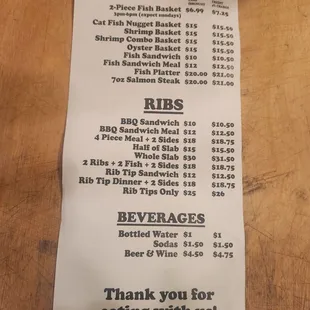 2-Piece Fish Basket $6.99 $7.25
Cat Fish Nugget Basket $15 $15.50
Shrimp Basket $15 $15.50
Shrimp Combo Basket $15 $15.50
Oyster Basket $15 $15.50
Fish Sandwich $10 $10.50
Fish Sandwich Meal $12 $12.50
Fish Platter $20.00 $21.00
7oz Salmon Steak $20.00 $21.00
RIBS
BBQ Sandwich $10 $10.50
BBQ Sandwich Meal $12 $12.50
4 Piece Meal + 2 Sides $18 $18.75
Half of Slab $15 $15.50
Whole Slab $30 $31.50
2 Ribs + 2 Fish + 2 Sides $18 $18.75
Rib Tip Sandwich $12 $12.50
Rib Tip Dinner + 2 Sides $18 $18.75
Rib Tips Only $25 $26
BEVERAGES
Bottled Water $1 $1
Sodas $1.50 $1.50
Beer & Wine $4.50 $4.75
Thank you for
eating with us!